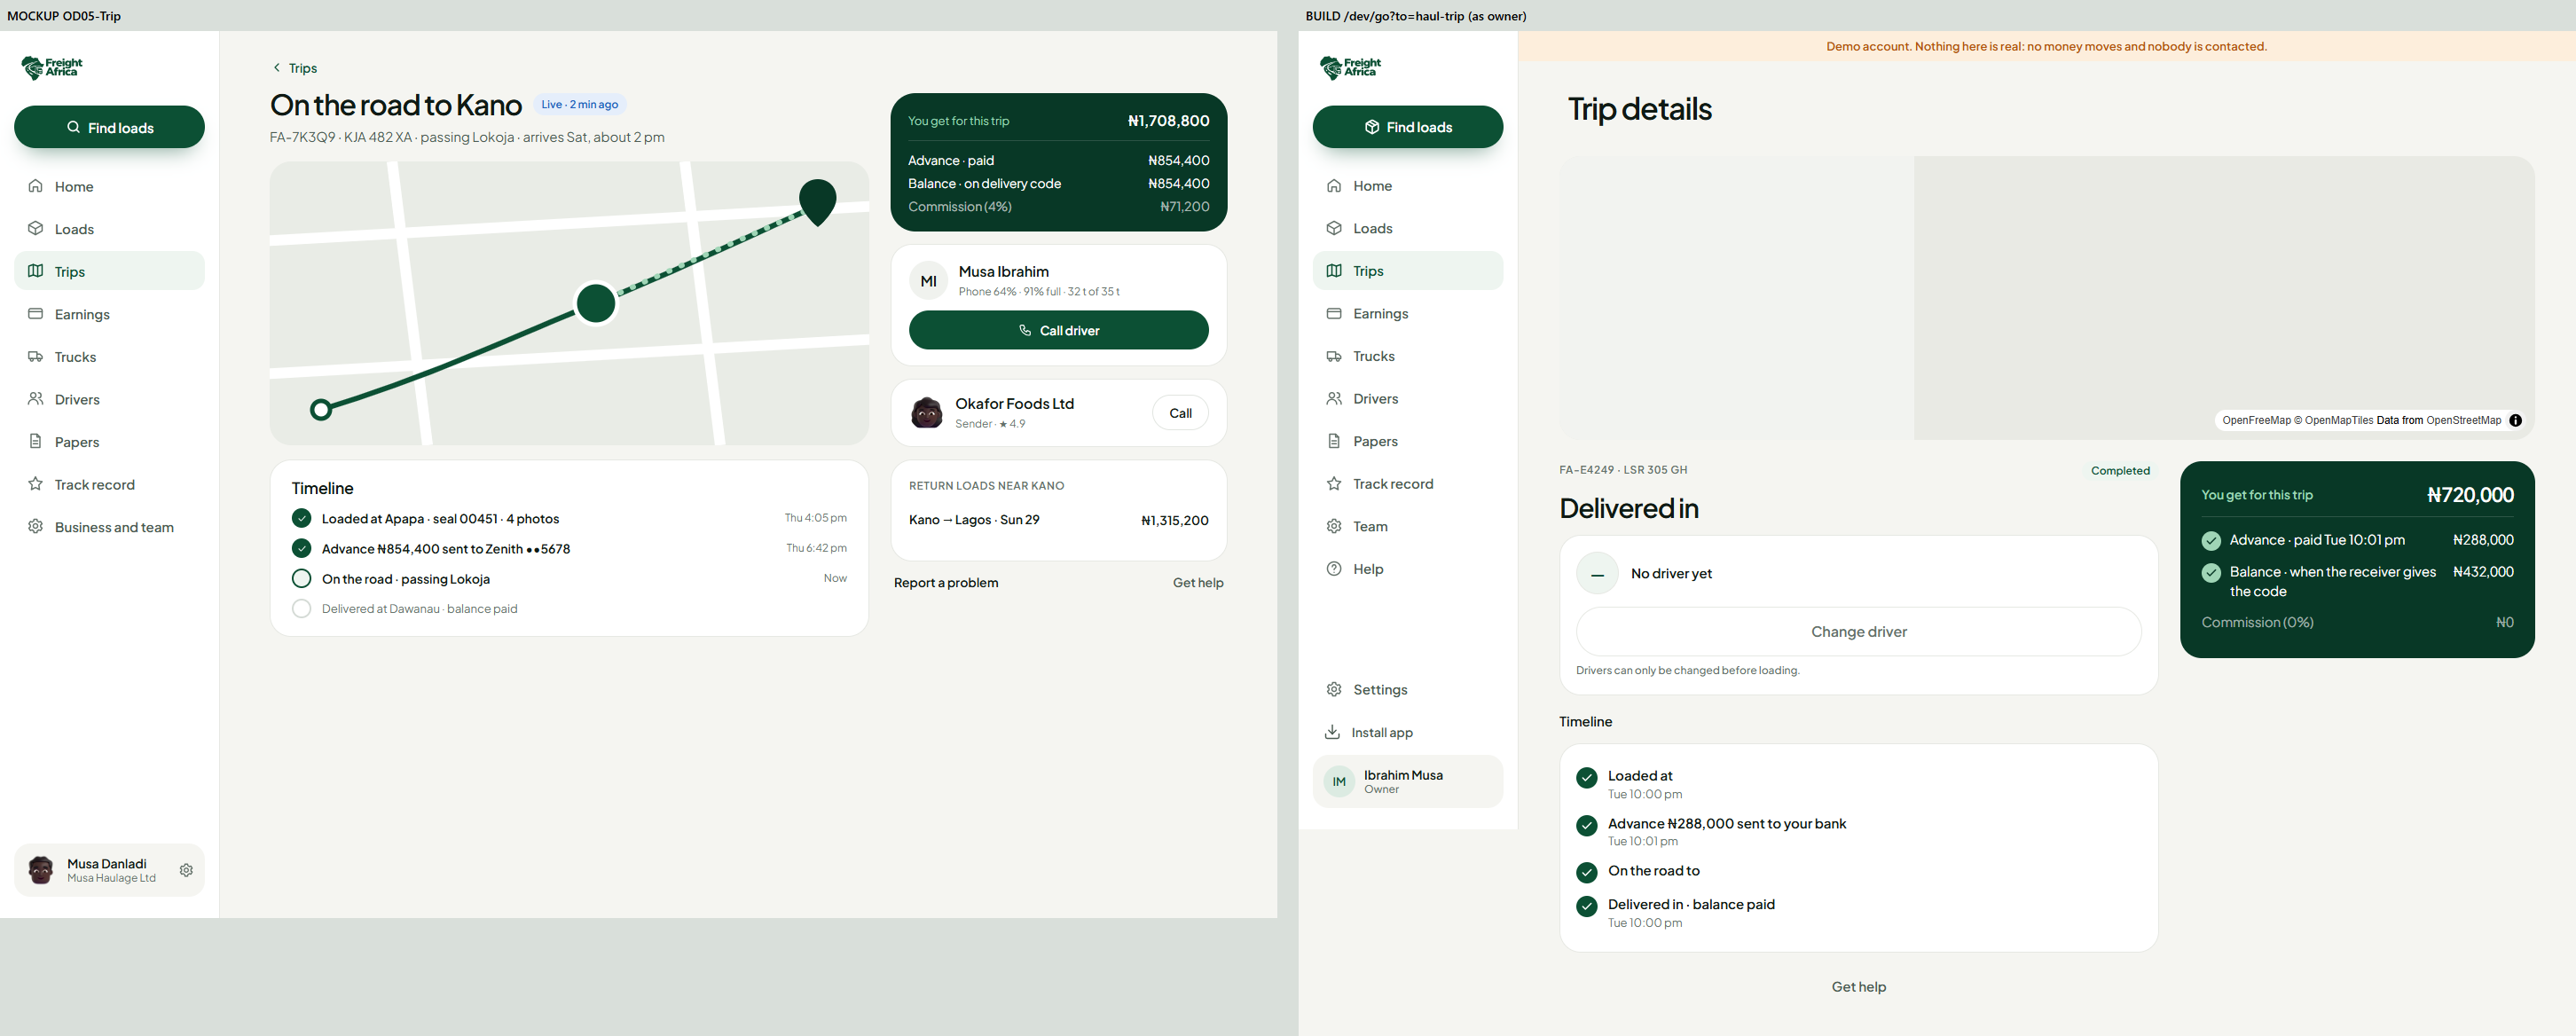 MOCKUP OD05-Trip
Freight Africa
Find loads
Home
Loads
Trips
Earnings
Trucks
Drivers
Papers
Track record
Business and team
Musa Danladi
Musa Haulage Ltd
Trips
On the road to Kano
Live · 2 min ago
FA-7K3Q9 · KJA 482 XA · passing Lokoja · arrives Sat, about 2 pm
Timeline
Loaded at Apapa · seal 00451 · 4 photos Thu 4:05 pm
Advance ₦854,400 sent to Zenith ••5678 Thu 6:42 pm
On the road · passing Lokoja Now
Delivered at Dawanau · balance paid
You get for this trip ₦1,708,800
Advance · paid ₦854,400
Balance · on delivery code ₦854,400
Commission (4%) ₦71,200
MI
Musa Ibrahim
Phone 64% · 91% full · 32 t of 35 t
Call driver
Okafor Foods Ltd
Sender · ★ 4.9
Call
RETURN LOADS NEAR KANO
Kano → Lagos · Sun 29 ₦1,315,200
Report a problem Get help
BUILD /dev/go?to=haul-trip (as owner)
Freight Africa
Find loads
Home
Loads
Trips
Earnings
Trucks
Drivers
Papers
Track record
Team
Help
Settings
Install app
IM
Ibrahim Musa
Owner
Demo account. Nothing here is real: no money moves and nobody is contacted.
Trip details
OpenFreeMap © OpenMapTiles Data from OpenStreetMap
FA-E4249 · LSR 305 GH
Completed
Delivered in
No driver yet
Change driver
Drivers can only be changed before loading.
Timeline
Loaded at
Tue 10:00 pm
Advance ₦288,000 sent to your bank
Tue 10:01 pm
On the road to
Delivered in · balance paid
Tue 10:00 pm
Get help
You get for this trip ₦720,000
Advance · paid Tue 10:01 pm ₦288,000
Balance · when the receiver gives ₦432,000
the code
Commission (0%) ₦0